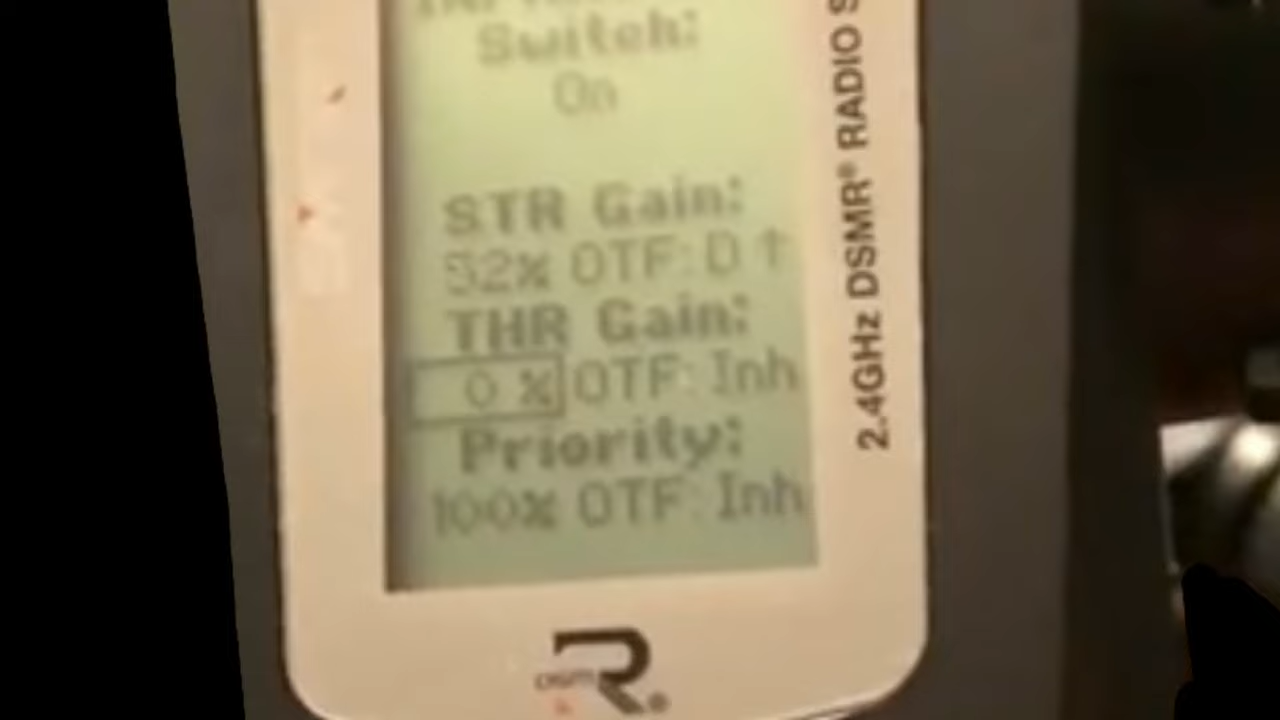 Switch:
On
STR Gain:
52% OTF: D ↑
THR Gain:
0 % OTF: Inh
Priority:
100% OTF: Inh
2.4GHz DSMR® RADIO S
R®